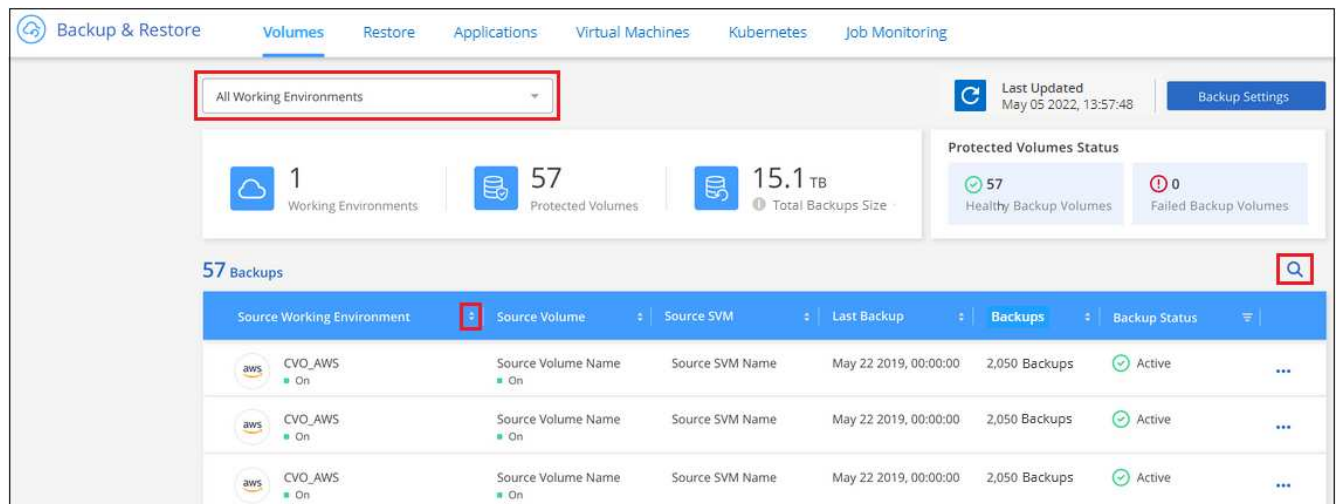 Backup & Restore Volumes Restore Applications Virtual Machines Kubernetes Job Monitoring
All Working Environments
Last Updated
May 05 2022, 13:57:48
Backup Settings
1
Working Environments
57
Protected Volumes
15.1 TB
Total Backups Size
Protected Volumes Status
57
Healthy Backup Volumes
0
Failed Backup Volumes
57 Backups
Source Working Environment Source Volume Source SVM Last Backup Backups Backup Status
aws CVO_AWS Source Volume Name Source SVM Name May 22 2019, 00:00:00 2,050 Backups Active
On On
aws CVO_AWS Source Volume Name Source SVM Name May 22 2019, 00:00:00 2,050 Backups Active
On On
aws CVO_AWS Source Volume Name Source SVM Name May 22 2019, 00:00:00 2,050 Backups Active
On On